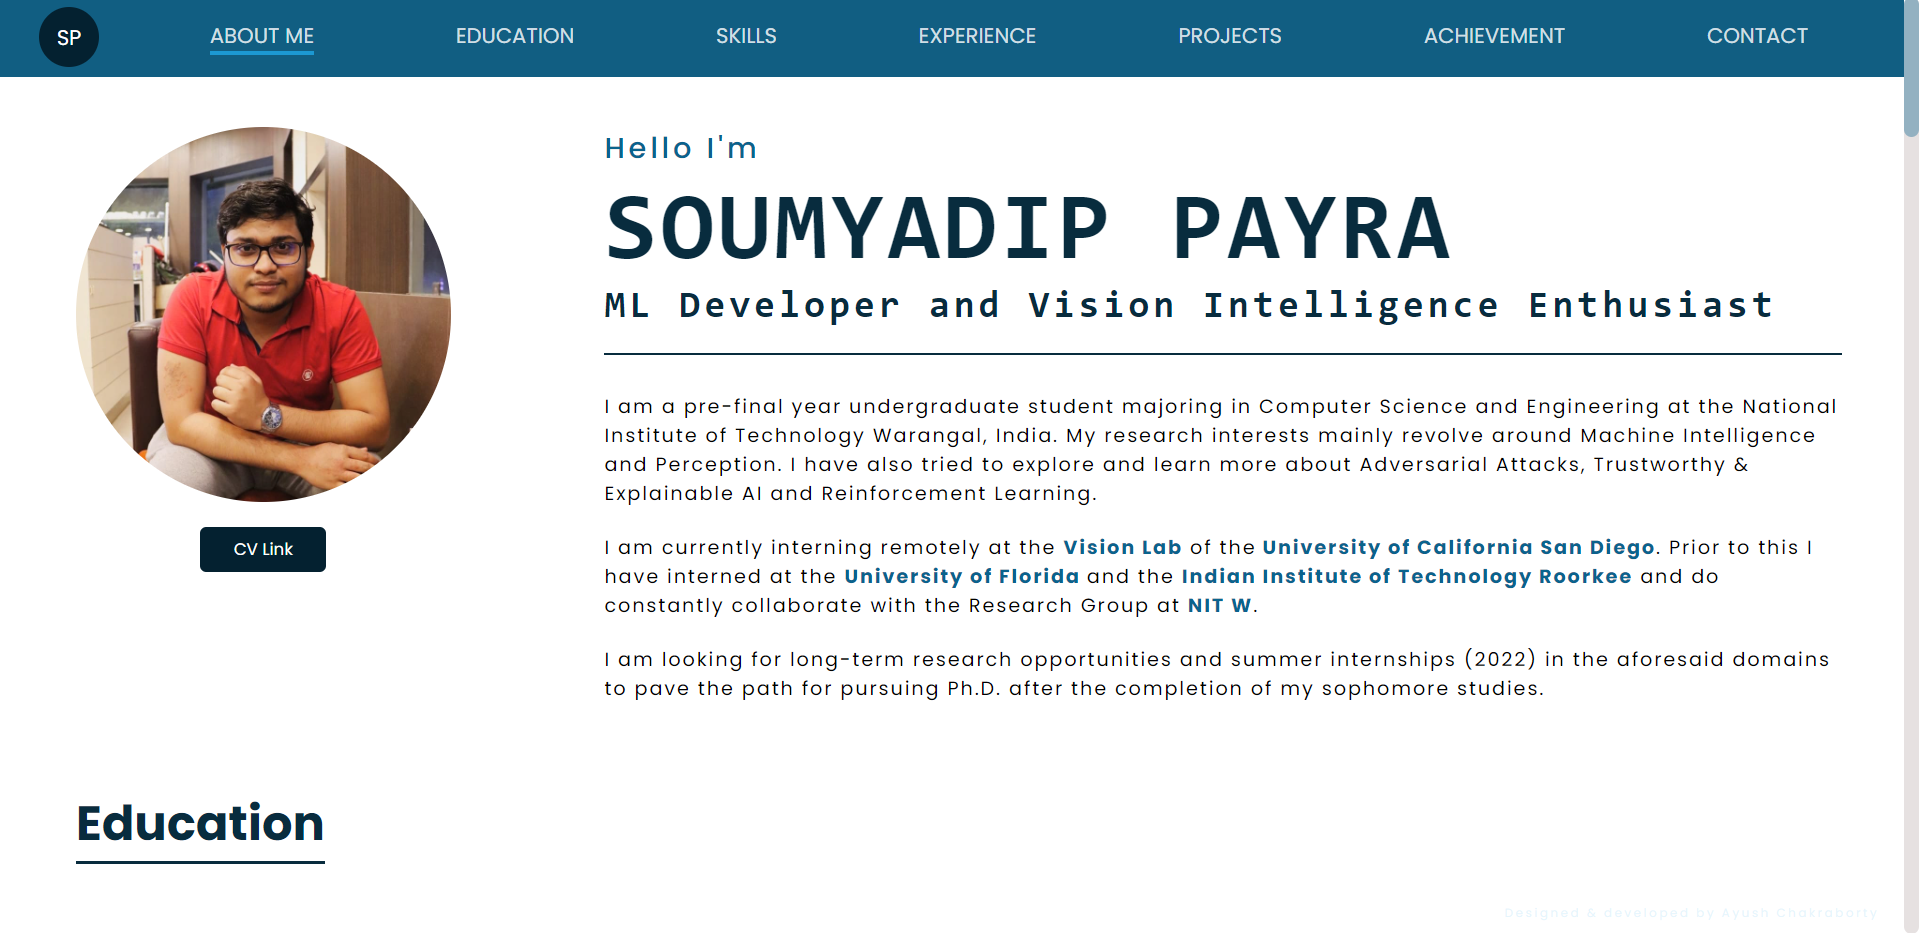 SP
ABOUT ME
EDUCATION
SKILLS
EXPERIENCE
PROJECTS
ACHIEVEMENT
CONTACT
CV Link
Hello I'm
SOUMYADIP PAYRA
ML Developer and Vision Intelligence Enthusiast
I am a pre-final year undergraduate student majoring in Computer Science and Engineering at the National
Institute of Technology Warangal, India. My research interests mainly revolve around Machine Intelligence
and Perception. I have also tried to explore and learn more about Adversarial Attacks, Trustworthy &
Explainable AI and Reinforcement Learning.
I am currently interning remotely at the Vision Lab of the University of California San Diego. Prior to this I
have interned at the University of Florida and the Indian Institute of Technology Roorkee and do
constantly collaborate with the Research Group at NIT W.
I am looking for long-term research opportunities and summer internships (2022) in the aforesaid domains
to pave the path for pursuing Ph.D. after the completion of my sophomore studies.
Education
Designed & developed by Ayush Chakraborty